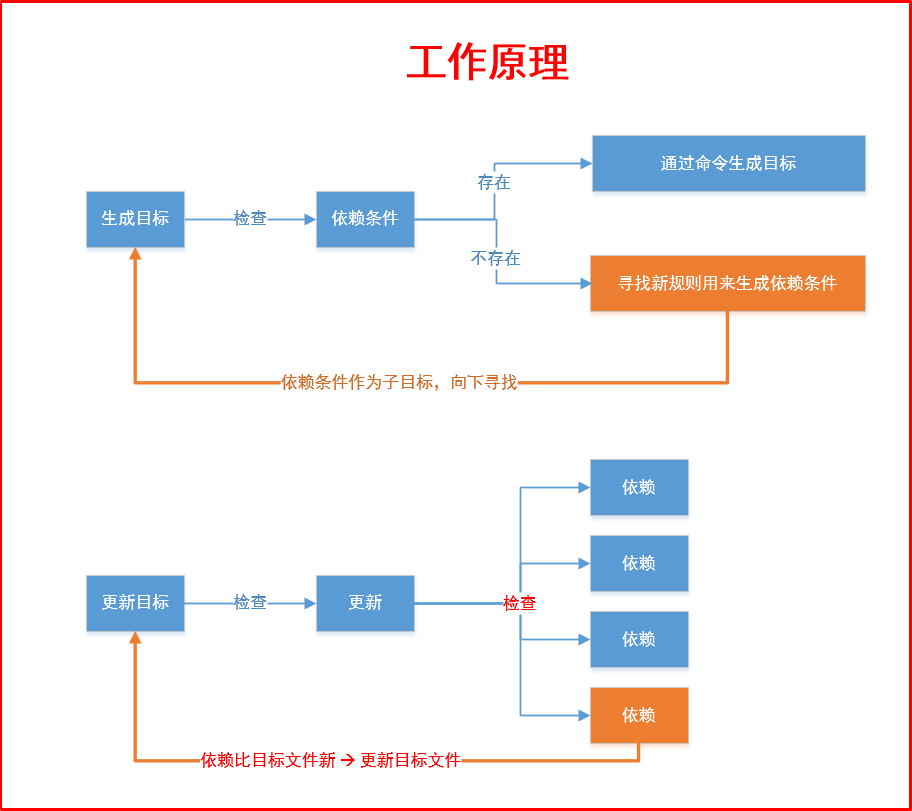 工作原理
通过命令生成目标
存在
生成目标
检查
依赖条件
不存在
寻找新规则用来生成依赖条件
依赖条件作为子目标，向下寻找
依赖
依赖
更新目标
检查
更新
检查
依赖
依赖
依赖比目标文件新 → 更新目标文件